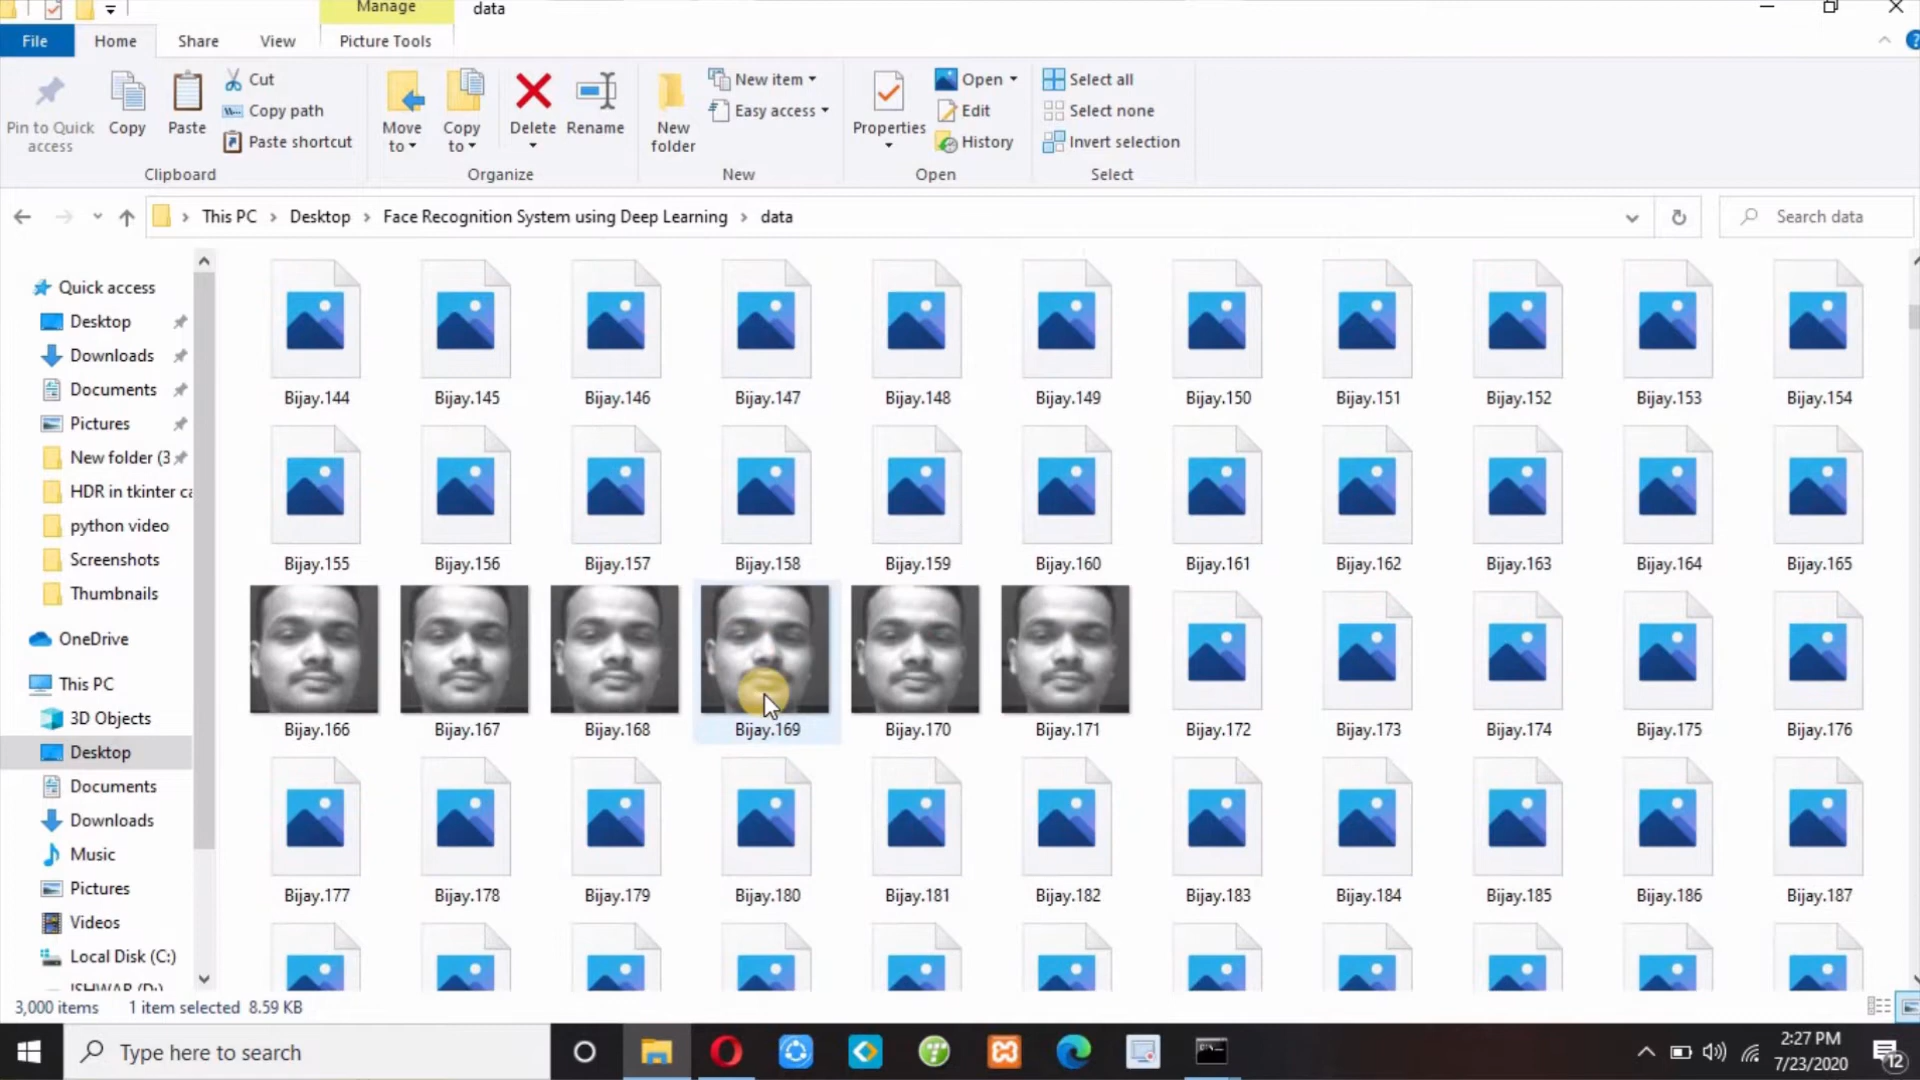 Manage
data
File
Home
Share
View
Picture Tools
Pin to Quick
access
Copy
Paste
Cut
Copy path
Paste shortcut
Clipboard
Move
to
Copy
to
Delete
Rename
Organize
New
folder
New item
Easy access
New
Properties
Open
Edit
History
Open
Select all
Select none
Invert selection
Select
This PC > Desktop > Face Recognition System using Deep Learning > data
Search data
Quick access
Desktop
Downloads
Documents
Pictures
New folder (3
HDR in tkinter ca
python video
Screenshots
Thumbnails
OneDrive
This PC
3D Objects
Desktop
Documents
Downloads
Music
Pictures
Videos
Local Disk (C:)
ISHWAR (D:)
Bijay.144 Bijay.145 Bijay.146 Bijay.147 Bijay.148 Bijay.149 Bijay.150 Bijay.151 Bijay.152 Bijay.153 Bijay.154
Bijay.155 Bijay.156 Bijay.157 Bijay.158 Bijay.159 Bijay.160 Bijay.161 Bijay.162 Bijay.163 Bijay.164 Bijay.165
Bijay.166 Bijay.167 Bijay.168 Bijay.169 Bijay.170 Bijay.171 Bijay.172 Bijay.173 Bijay.174 Bijay.175 Bijay.176
Bijay.177 Bijay.178 Bijay.179 Bijay.180 Bijay.181 Bijay.182 Bijay.183 Bijay.184 Bijay.185 Bijay.186 Bijay.187
3,000 items 1 item selected 8.59 KB
Type here to search
2:27 PM
7/23/2020
12